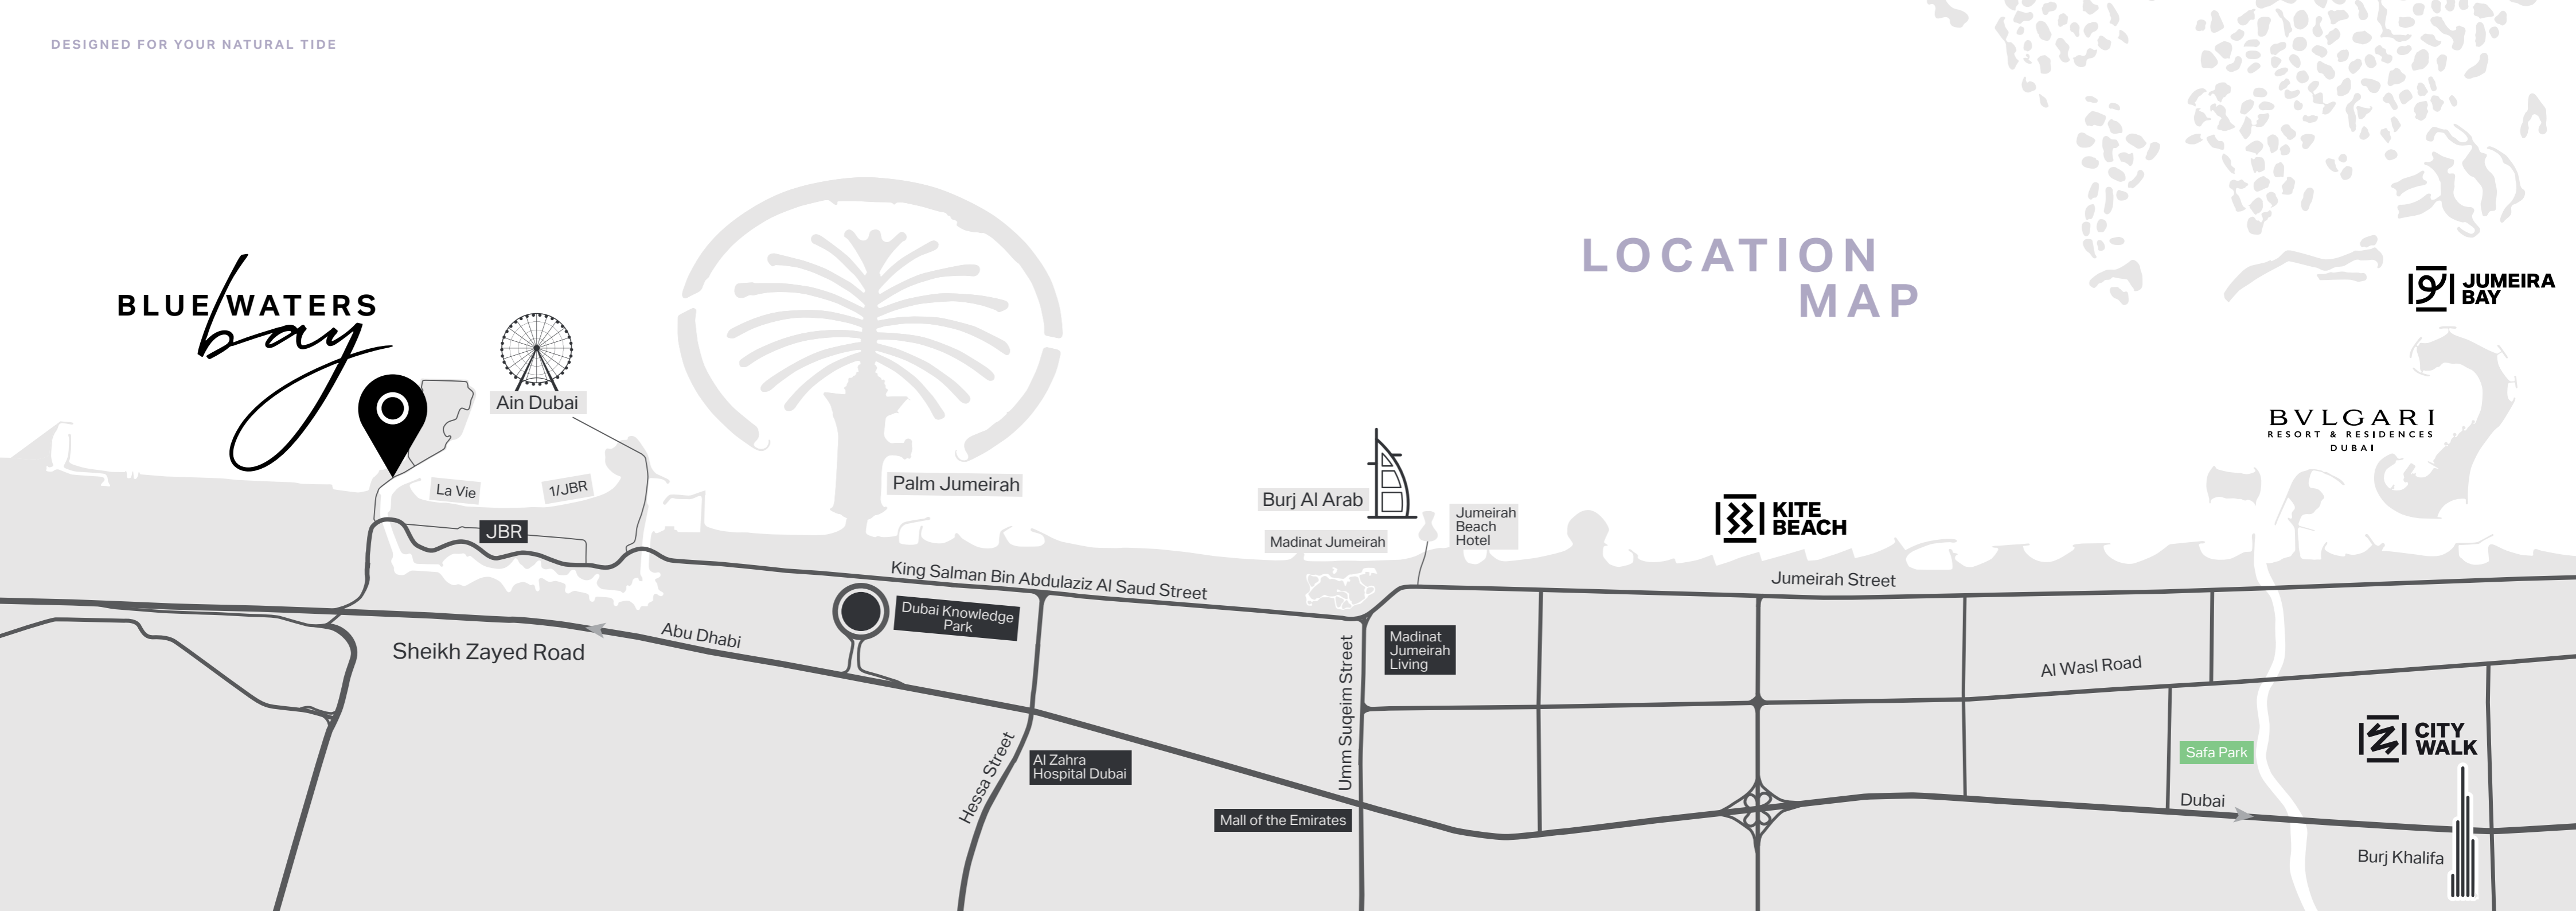 DESIGNED FOR YOUR NATURAL TIDE
LOCATION
MAP
BLUE WATERS
bay
Ain Dubai
JUMEIRA
BAY
BVLGARI
RESORT & RESIDENCES
DUBAI
La Vie
1/JBR
JBR
Palm Jumeirah
Burj Al Arab
Madinat Jumeirah
Jumeirah
Beach
Hotel
KITE
BEACH
King Salman Bin Abdulaziz Al Saud Street
Jumeirah Street
Dubai Knowledge
Park
Abu Dhabi
Sheikh Zayed Road
Umm Suqeim Street
Madinat
Jumeirah
Living
Al Wasl Road
Hessa Street
Al Zahra
Hospital Dubai
Mall of the Emirates
Safa Park
CITY
WALK
Dubai
Burj Khalifa